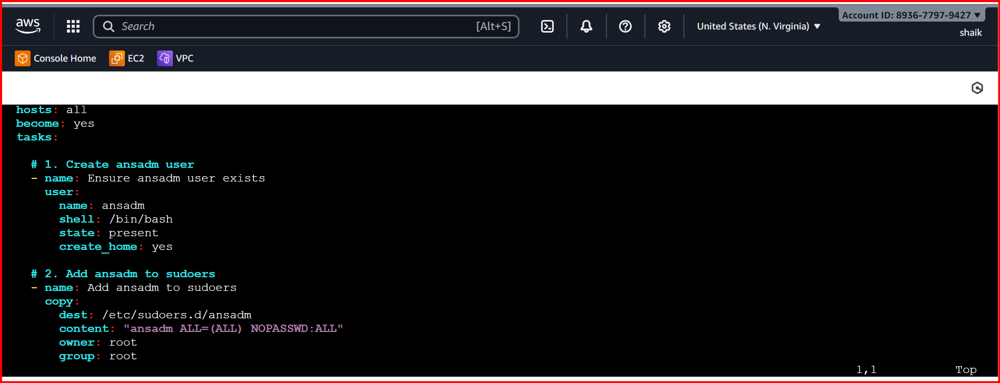 aws
Search [Alt+S]
United States (N. Virginia) ▼
Account ID: 8936-7797-9427 ▼
shaik
Console Home EC2 VPC
hosts: all
become: yes
tasks:
# 1. Create ansadm user
- name: Ensure ansadm user exists
user:
name: ansadm
shell: /bin/bash
state: present
create_home: yes
# 2. Add ansadm to sudoers
- name: Add ansadm to sudoers
copy:
dest: /etc/sudoers.d/ansadm
content: "ansadm ALL=(ALL) NOPASSWD:ALL"
owner: root
group: root
1,1 Top